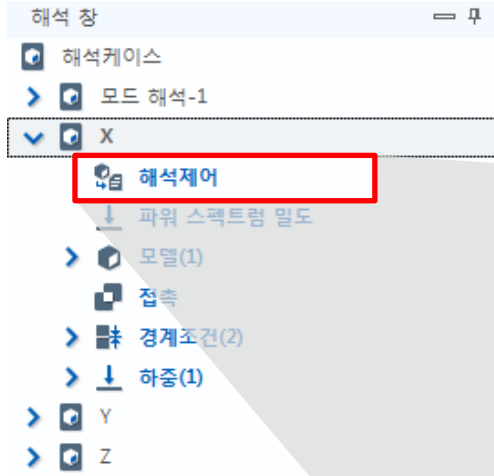 해석 창
해석케이스
모드 해석-1
X
해석제어
파워 스펙트럼 밀도
모델(1)
접촉
경계조건(2)
하중(1)
Y
Z